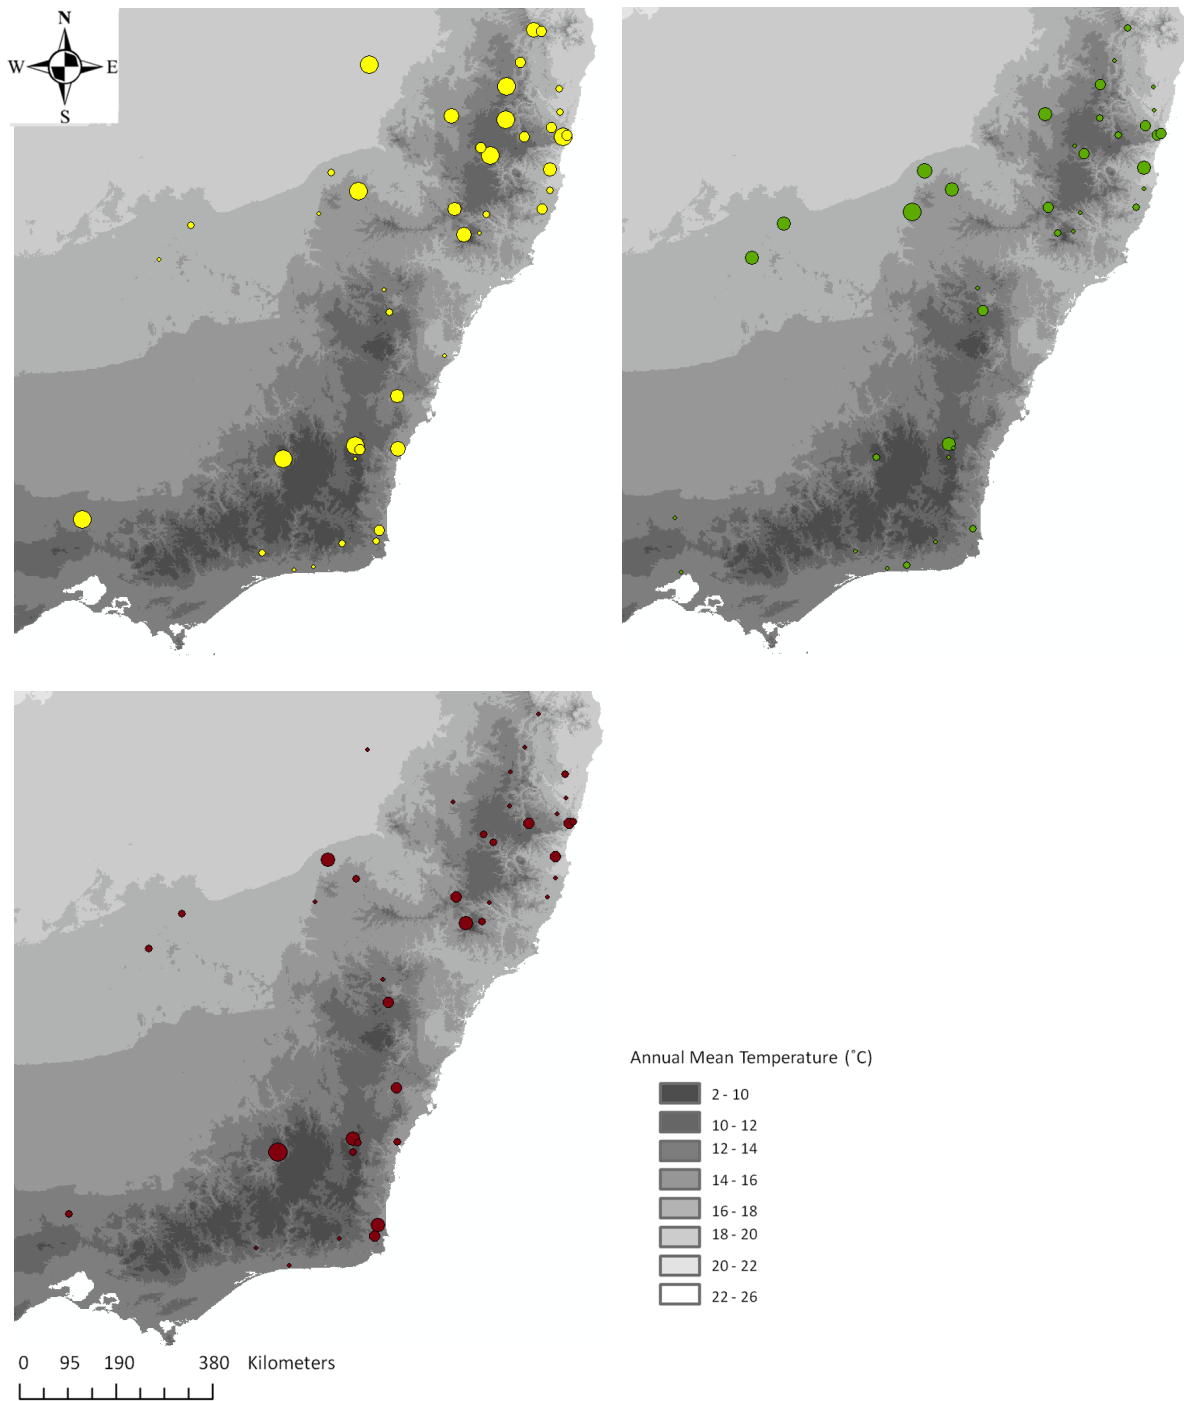 N
W E
S
Annual Mean Temperature (˚C)
2 - 10
10 - 12
12 - 14
14 - 16
16 - 18
18 - 20
20 - 22
22 - 26
0 95 190 380 Kilometers